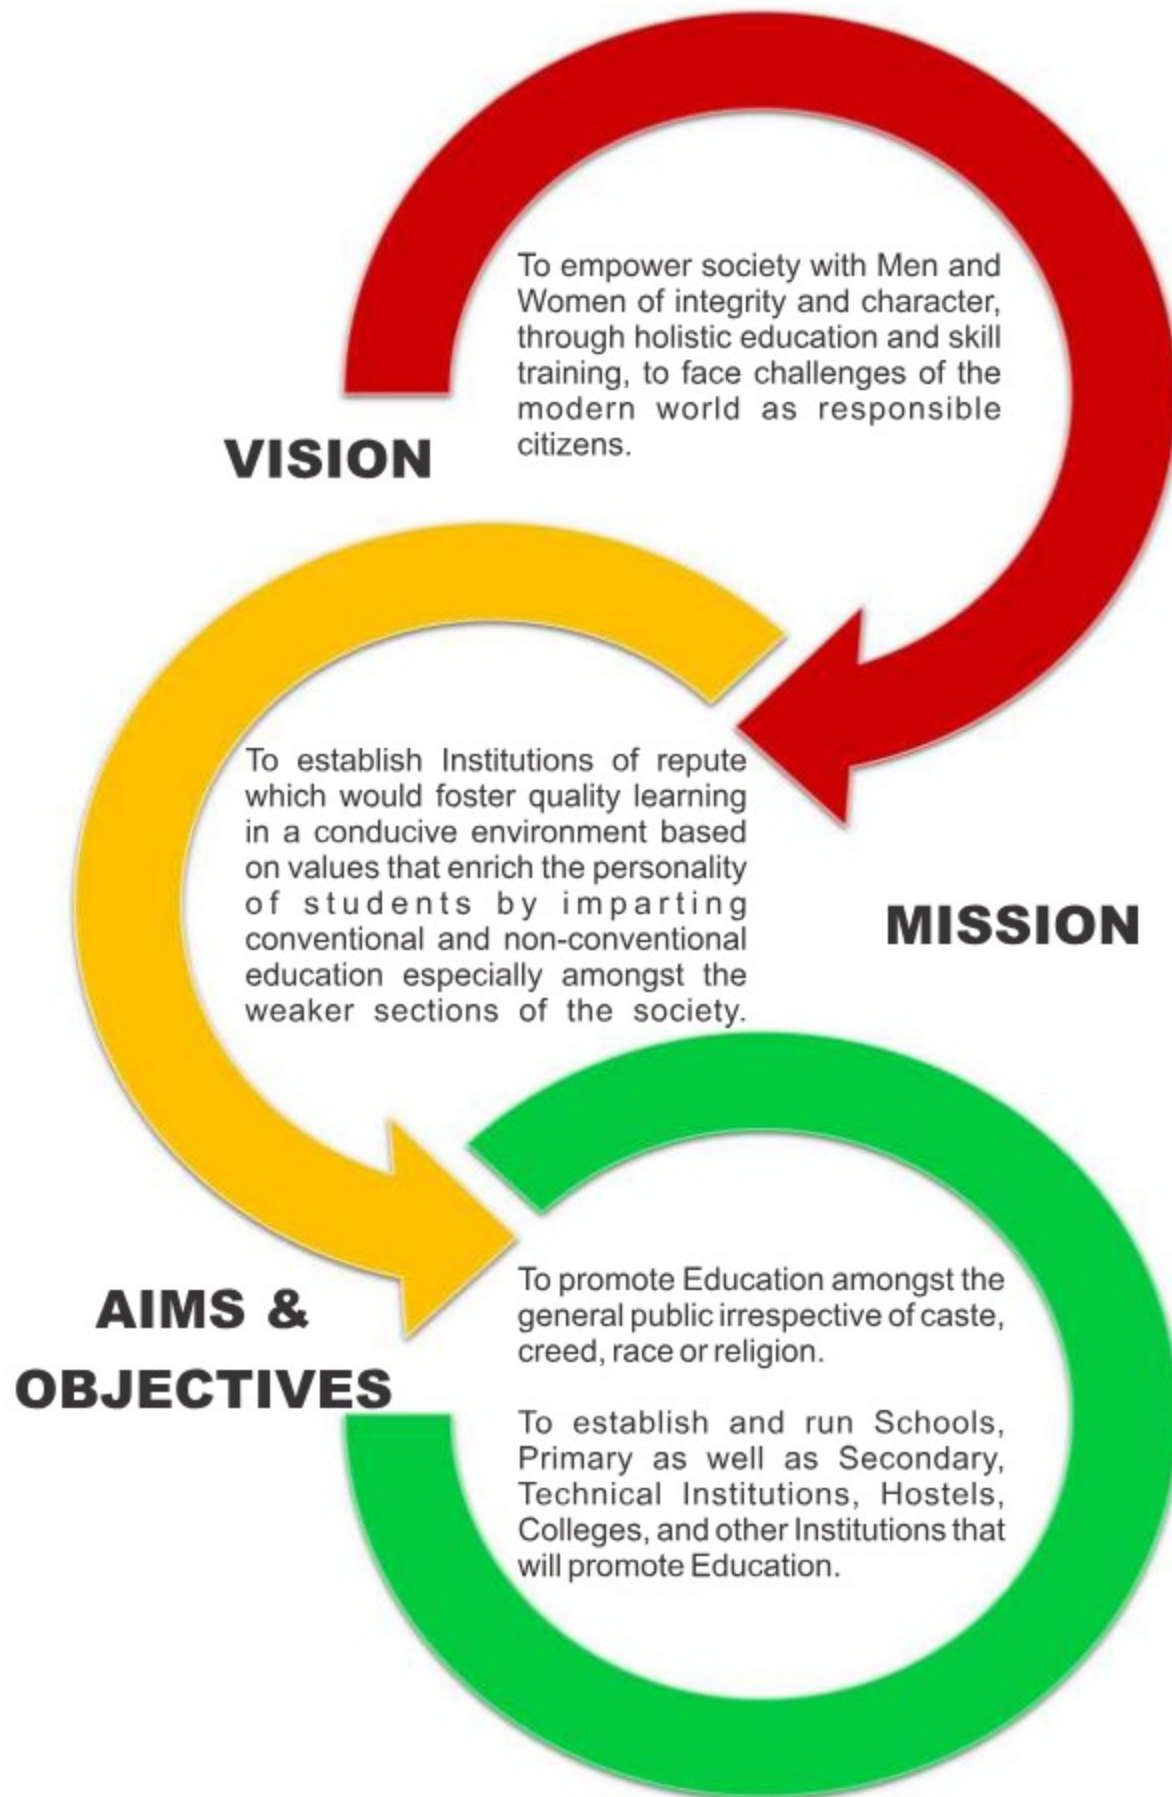 To empower society with Men and
Women of integrity and character,
through holistic education and skill
training, to face challenges of the
modern world as responsible
citizens.
VISION
To establish Institutions of repute
which would foster quality learning
in a conducive environment based
on values that enrich the personality
of students by imparting
conventional and non-conventional
education especially amongst the
weaker sections of the society.
MISSION
AIMS &
OBJECTIVES
To promote Education amongst the
general public irrespective of caste,
creed, race or religion.
To establish and run Schools,
Primary as well as Secondary,
Technical Institutions, Hostels,
Colleges, and other Institutions that
will promote Education.